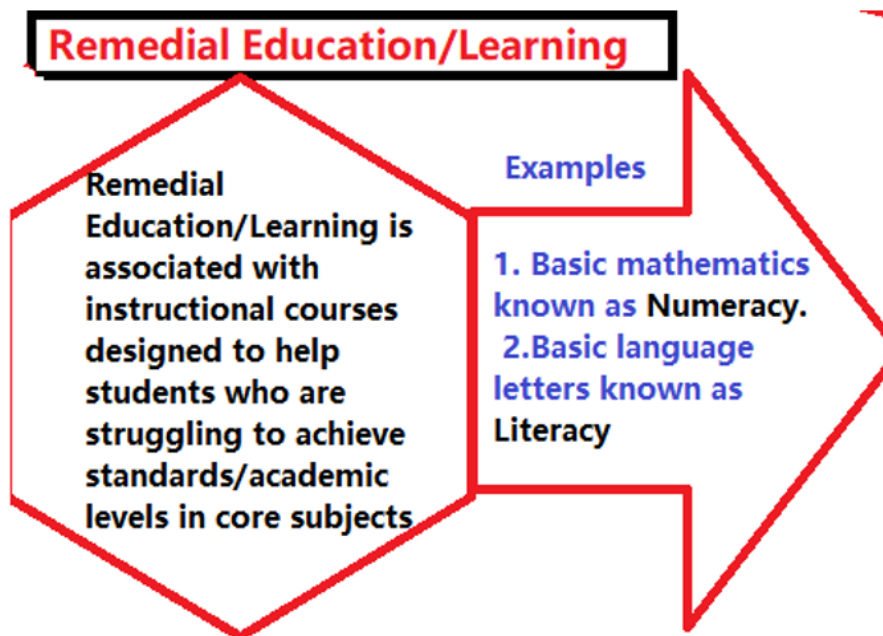 Remedial Education/Learning
Remedial
Education/Learning is
associated with
instructional courses
designed to help
students who are
struggling to achieve
standards/academic
levels in core subjects
Examples
1. Basic mathematics
known as Numeracy.
2.Basic language
letters known as
Literacy